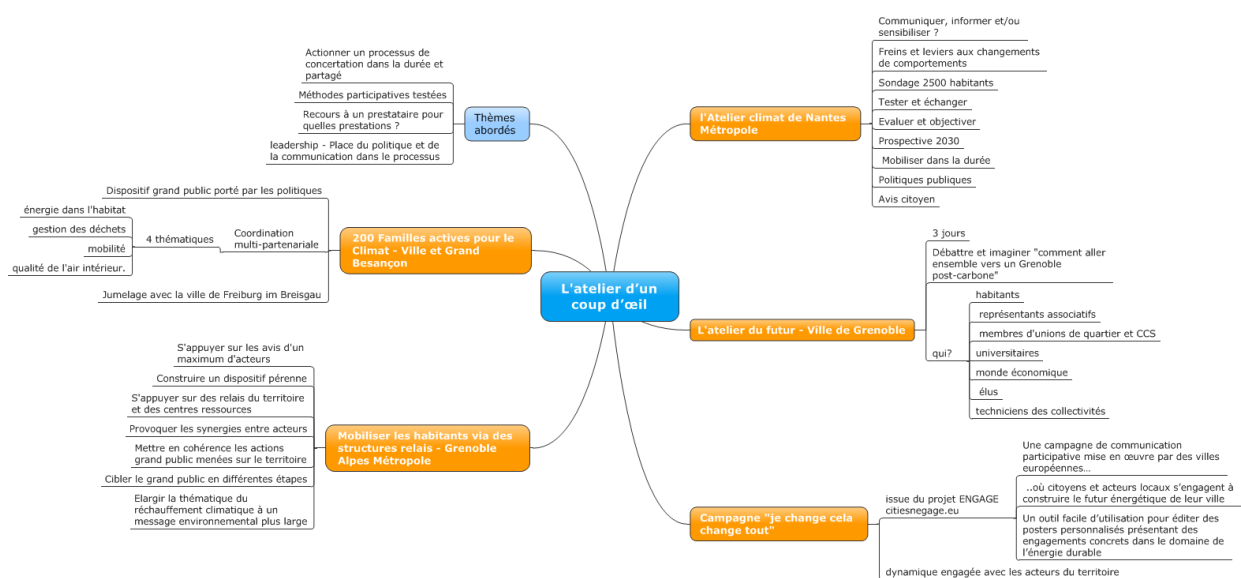 L'atelier d'un
coup d'œil
Thèmes
abordés
Actionner un processus de
concertation dans la durée et
partagé
Méthodes participatives testées
Recours à un prestataire pour
quelles prestations ?
leadership - Place du politique et de
la communication dans le processus
200 Familles actives pour le
Climat - Ville et Grand
Besançon
Dispositif grand public porté par les politiques
Coordination
multi-partenariale
4 thématiques
énergie dans l'habitat
gestion des déchets
mobilité
qualité de l'air intérieur.
Jumelage avec la ville de Freiburg im Breisgau
Mobiliser les habitants via des
structures relais - Grenoble
Alpes Métropole
S'appuyer sur les avis d'un
maximum d'acteurs
Construire un dispositif pérenne
S'appuyer sur des relais du territoire
et des centres ressources
Provoquer les synergies entre acteurs
Mettre en cohérence les actions
grand public menées sur le territoire
Cibler le grand public en différentes étapes
Elargir la thématique du
réchauffement climatique à un
message environnemental plus large
l'Atelier climat de Nantes
Métropole
Communiquer, informer et/ou
sensibiliser ?
Freins et leviers aux changements
de comportements
Sondage 2500 habitants
Tester et échanger
Evaluer et objectiver
Prospective 2030
Mobiliser dans la durée
Politiques publiques
Avis citoyen
L'atelier du futur - Ville de Grenoble
3 jours
Débattre et imaginer "comment aller
ensemble vers un Grenoble
post-carbone"
qui?
habitants
représentants associatifs
membres d'unions de quartier et CCS
universitaires
monde économique
élus
techniciens des collectivités
Campagne "je change cela
change tout"
issue du projet ENGAGE
citiesnegage.eu
Une campagne de communication
participative mise en œuvre par des villes
européennes…
..où citoyens et acteurs locaux s’engagent à
construire le futur énergétique de leur ville
Un outil facile d’utilisation pour éditer des
posters personnalisés présentant des
engagements concrets dans le domaine de
l’énergie durable
dynamique engagée avec les acteurs du territoire